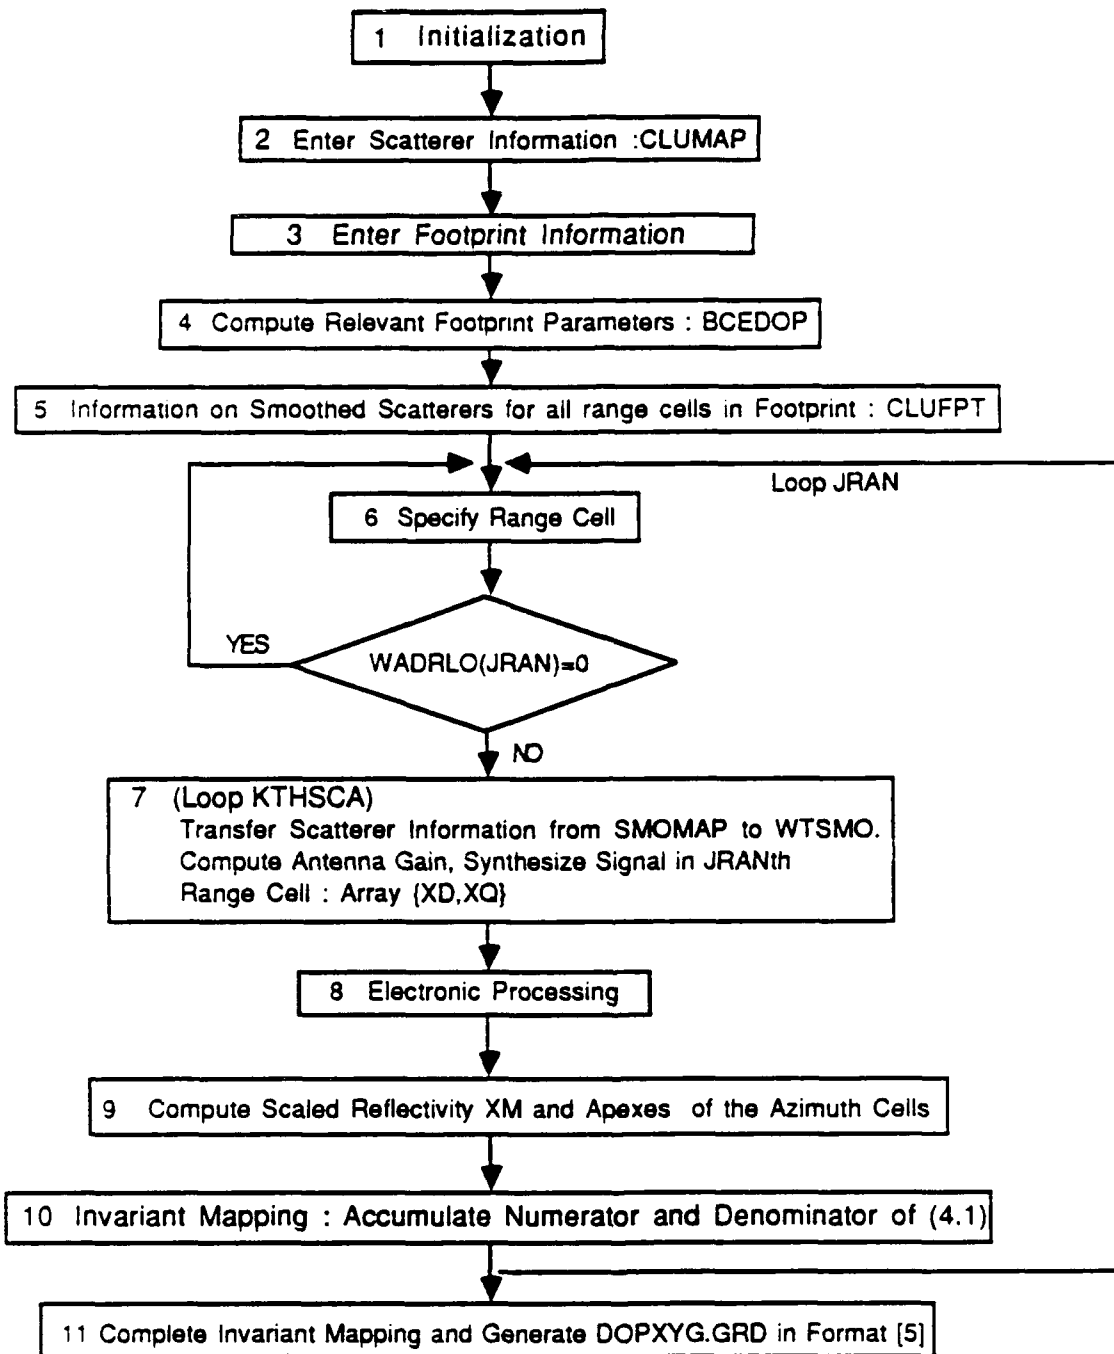 1 Initialization
2 Enter Scatterer Information :CLUMAP
3 Enter Footprint Information
4 Compute Relevant Footprint Parameters : BCEDOP
5 Information on Smoothed Scatterers for all range cells in Footprint : CLUFPT
Loop JRAN
6 Specify Range Cell
YES
WADRLO(JRAN)=0
NO
7 (Loop KTHSCA)
Transfer Scatterer Information from SMOMAP to WTSMO.
Compute Antenna Gain, Synthesize Signal in JRANth
Range Cell : Array {XD,XQ}
8 Electronic Processing
9 Compute Scaled Reflectivity XM and Apexes of the Azimuth Cells
10 Invariant Mapping : Accumulate Numerator and Denominator of (4.1)
11 Complete Invariant Mapping and Generate DOPXYG.GRD in Format [5]